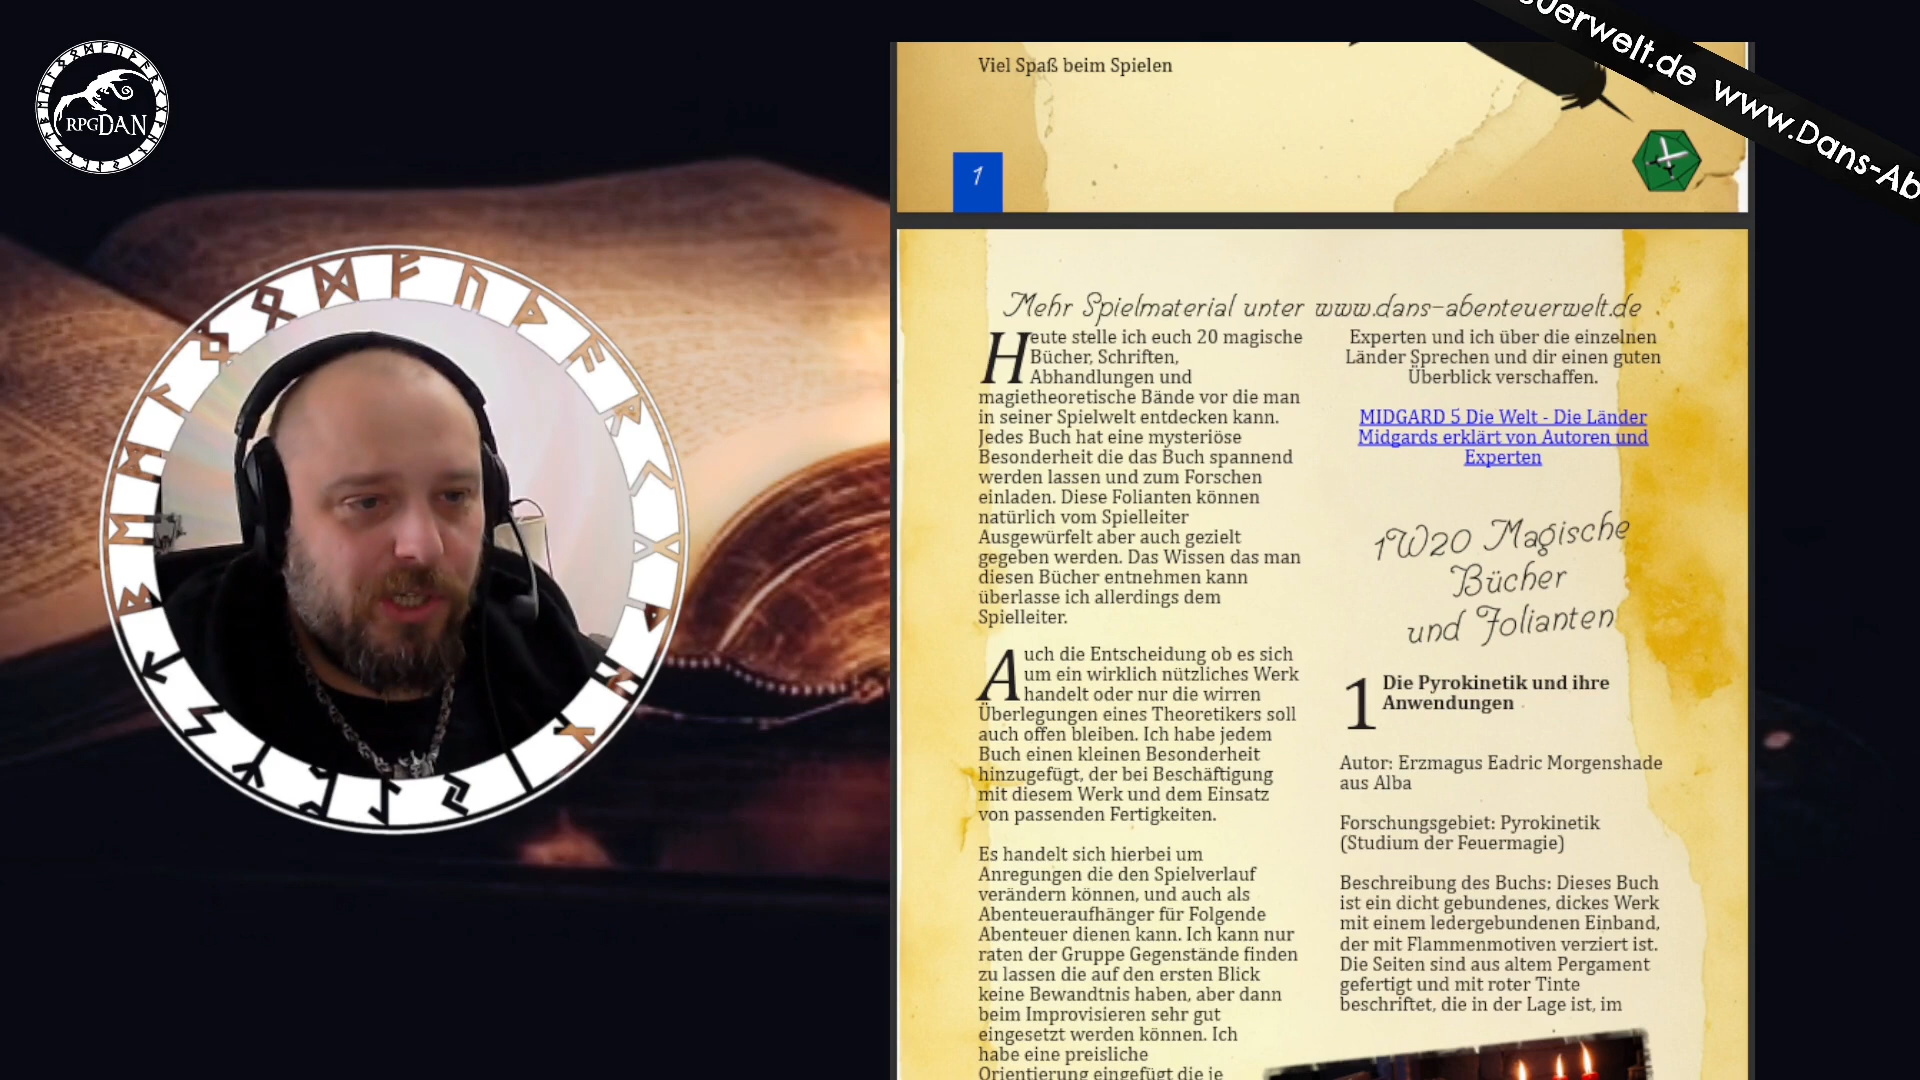 RPGDAN
Viel Spaß beim Spielen
uerwelt.de www.Dans-Ab
1
Mehr Spielmaterial unter www.dans-abenteuerwelt.de
Heute stelle ich euch 20 magische
Bücher, Schriften,
Abhandlungen und
magietheoretische Bände vor die man
in seiner Spielwelt entdecken kann.
Jedes Buch hat eine mysteriöse
Besonderheit die das Buch spannend
werden lassen und zum Forschen
einladen. Diese Folianten können
natürlich vom Spielleiter
Ausgewürfelt aber auch gezielt
gegeben werden. Das Wissen das man
diesen Bücher entnehmen kann
überlasse ich allerdings dem
Spielleiter.
Auch die Entscheidung ob es sich
um ein wirklich nützliches Werk
handelt oder nur die wirren
Überlegungen eines Theoretikers soll
auch offen bleiben. Ich habe jedem
Buch einen kleinen Besonderheit
hinzugefügt, der bei Beschäftigung
mit diesem Werk und dem Einsatz
von passenden Fertigkeiten.
Es handelt sich hierbei um
Anregungen die den Spielverlauf
verändern können, und auch als
Abenteueraufhänger für Folgende
Abenteuer dienen kann. Ich kann nur
raten der Gruppe Gegenstände finden
zu lassen die auf den ersten Blick
keine Bewandtnis haben, aber dann
beim Improvisieren sehr gut
eingesetzt werden können. Ich
habe eine preisliche
Orientierung eingefügt die je
Experten und ich über die einzelnen
Länder Sprechen und dir einen guten
Überblick verschaffen.
MIDGARD 5 Die Welt - Die Länder
Midgards erklärt von Autoren und
Experten
1W20 Magische
Bücher
und Folianten
1 Die Pyrokinetik und ihre
Anwendungen
Autor: Erzmagus Eadric Morgenshade
aus Alba
Forschungsgebiet: Pyrokinetik
(Studium der Feuermagie)
Beschreibung des Buchs: Dieses Buch
ist ein dicht gebundenes, dickes Werk
mit einem ledergebundenen Einband,
der mit Flammenmotiven verziert ist.
Die Seiten sind aus altem Pergament
gefertigt und mit roter Tinte
beschriftet, die in der Lage ist, im